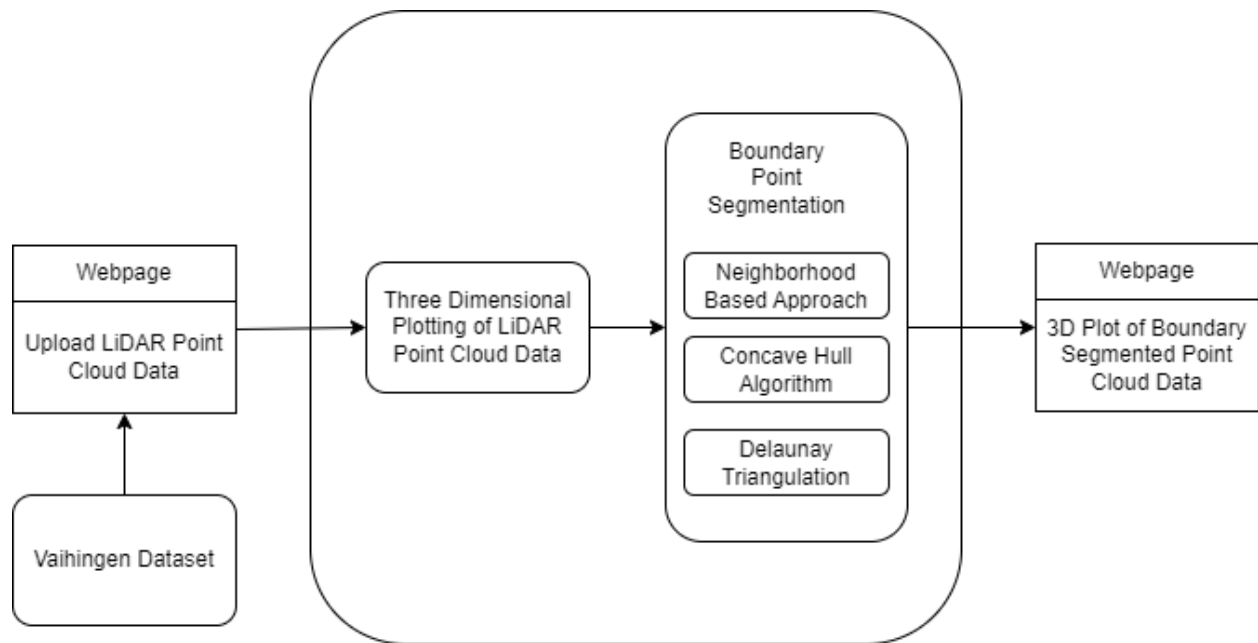 Webpage
Upload LiDAR Point
Cloud Data
Vaihingen Dataset
Three Dimensional
Plotting of LiDAR
Point Cloud Data
Boundary
Point
Segmentation
Neighborhood
Based Approach
Concave Hull
Algorithm
Delaunay
Triangulation
Webpage
3D Plot of Boundary
Segmented Point
Cloud Data